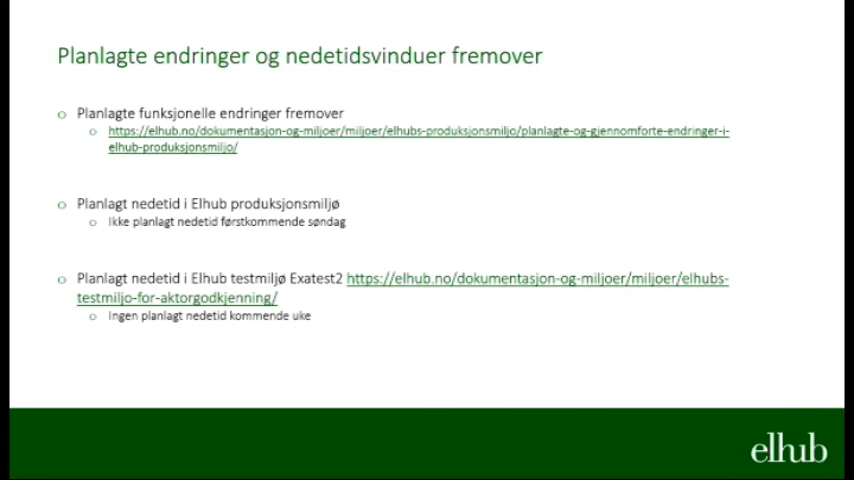 Planlagte endringer og nedetidsvinduer fremover
o Planlagte funksjonelle endringer fremover
o https://elhub.no/dokumentasjon-og-miljoer/miljoer/elhubs-produksjonsmiljo/planlagte-og-gjennomforte-endringer-i-
elhub-produksjonsmiljo/
o Planlagt nedetid i Elhub produksjonsmiljø
o Ikke planlagt nedetid førstkommende søndag
o Planlagt nedetid i Elhub testmiljø Exatest2 https://elhub.no/dokumentasjon-og-miljoer/miljoer/elhubs-
testmiljo-for-aktorgodkjenning/
o Ingen planlagt nedetid kommende uke
elhub